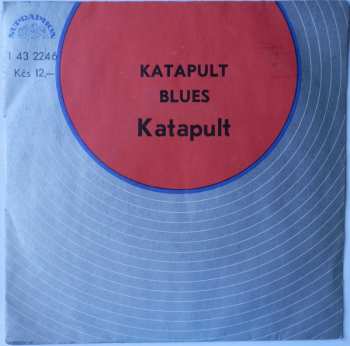 SUPRAPHON
1 43 2246
Kčs 12,–
KATAPULT
BLUES
Katapult